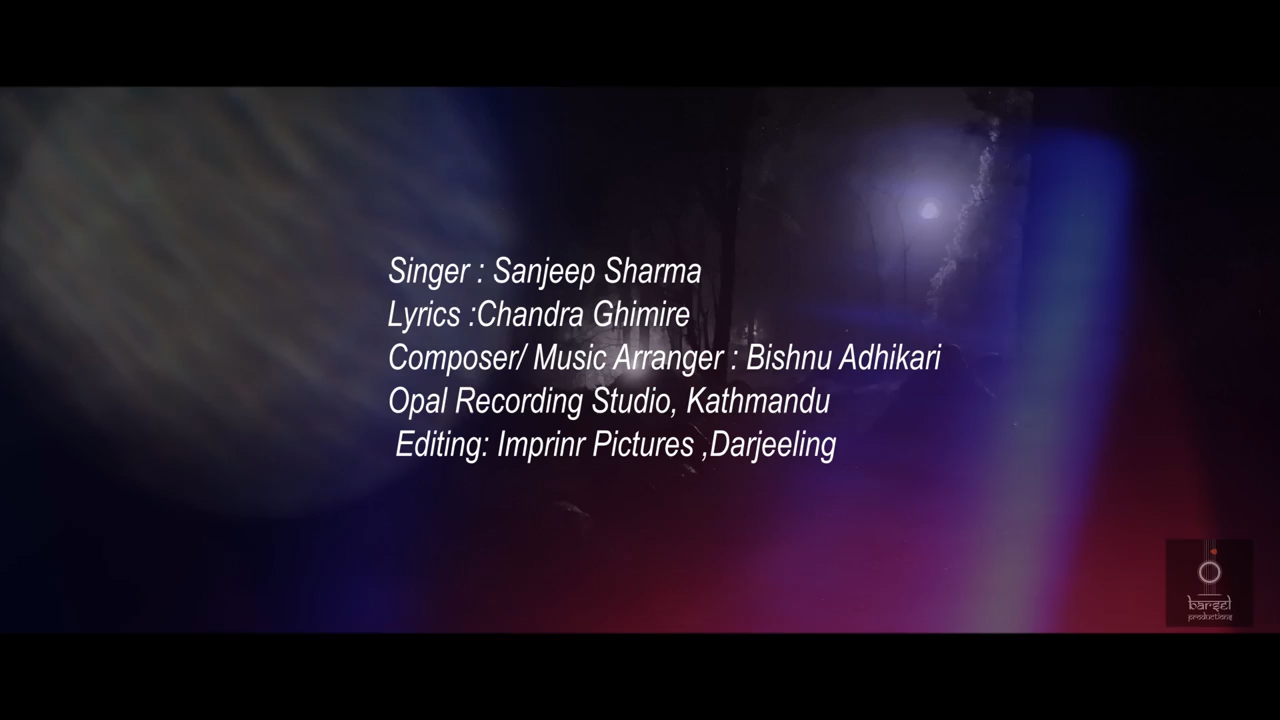 Singer : Sanjeep Sharma
Lyrics :Chandra Ghimire
Composer/ Music Arranger : Bishnu Adhikari
Opal Recording Studio, Kathmandu
Editing: Imprinr Pictures ,Darjeeling
barsel
productions